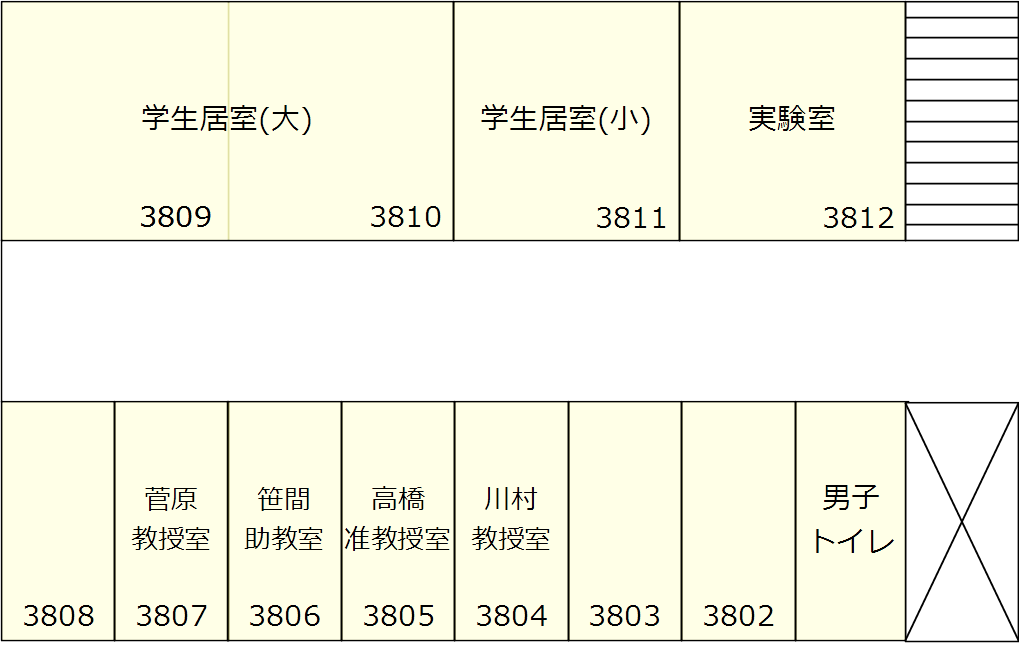 学生居室(大)
学生居室(小)
実験室
3809
3810
3811
3812
菅原
教授室
笹間
助教室
高橋
准教授室
川村
教授室
男子
トイレ
3808
3807
3806
3805
3804
3803
3802